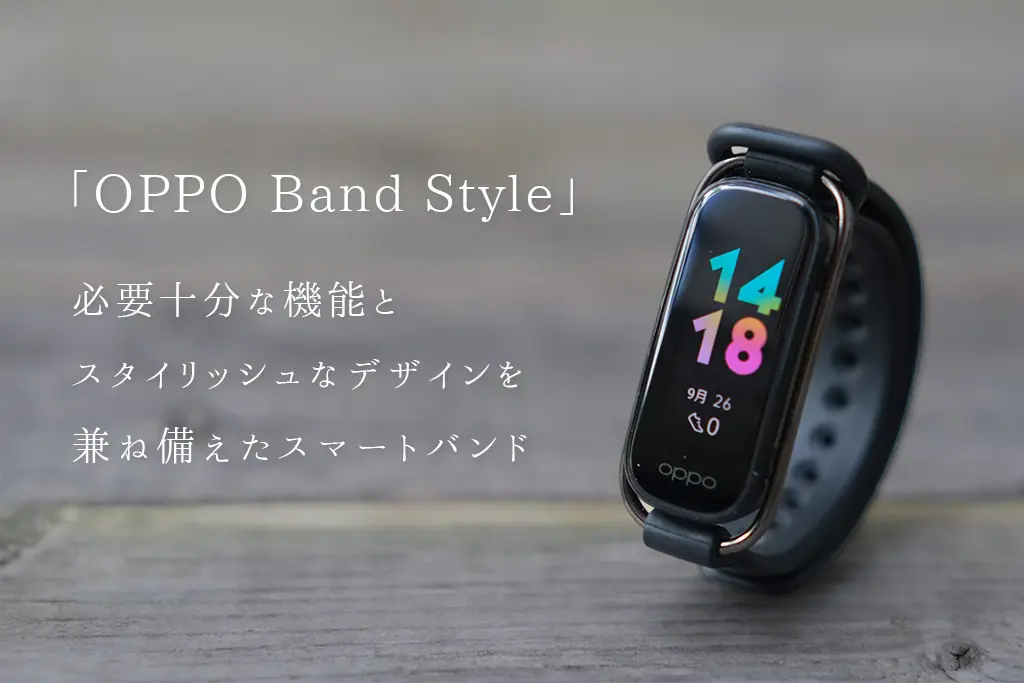 「OPPO Band Style」
必要十分な機能と
スタイリッシュなデザインを
兼ね備えたスマートバンド
14
18
9月 26
0
oppo